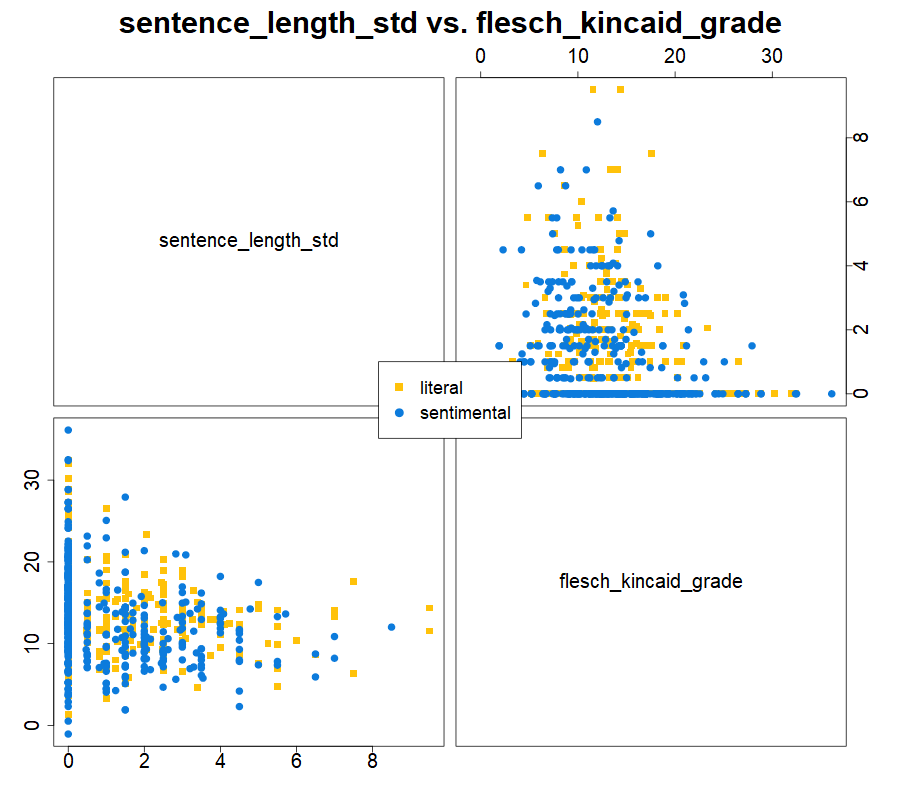 sentence_length_std vs. flesch_kincaid_grade
0 10 20 30
sentence_length_std
8
6
4
2
0
literal
sentimental
30
20
10
0
flesch_kincaid_grade
0 2 4 6 8